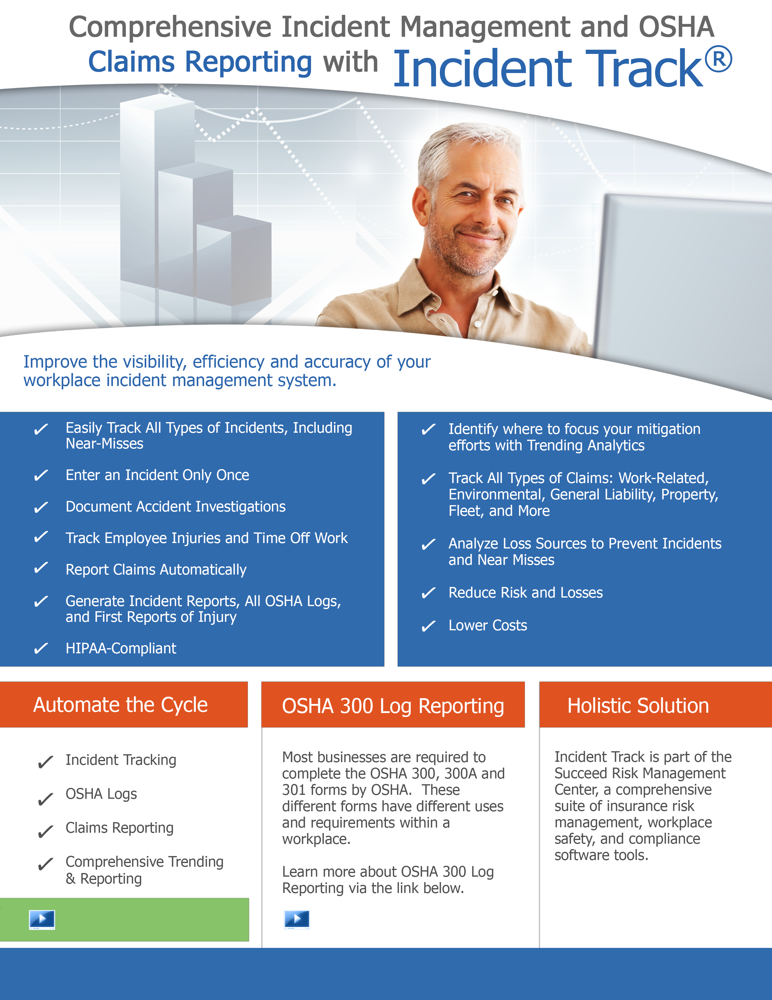 Comprehensive Incident Management and OSHA
Claims Reporting with Incident Track®
Improve the visibility, efficiency and accuracy of your
workplace incident management system.
✓ Easily Track All Types of Incidents, Including
Near-Misses
✓ Enter an Incident Only Once
✓ Document Accident Investigations
✓ Track Employee Injuries and Time Off Work
✓ Report Claims Automatically
✓ Generate Incident Reports, All OSHA Logs,
and First Reports of Injury
✓ HIPAA-Compliant
✓ Identify where to focus your mitigation
efforts with Trending Analytics
✓ Track All Types of Claims: Work-Related,
Environmental, General Liability, Property,
Fleet, and More
✓ Analyze Loss Sources to Prevent Incidents
and Near Misses
✓ Reduce Risk and Losses
✓ Lower Costs
Automate the Cycle
✓ Incident Tracking
✓ OSHA Logs
✓ Claims Reporting
✓ Comprehensive Trending
& Reporting
OSHA 300 Log Reporting
Most businesses are required to
complete the OSHA 300, 300A and
301 forms by OSHA.  These
different forms have different uses
and requirements within a
workplace.
Learn more about OSHA 300 Log
Reporting via the link below.
Holistic Solution
Incident Track is part of the
Succeed Risk Management
Center, a comprehensive
suite of insurance risk
management, workplace
safety, and compliance
software tools.